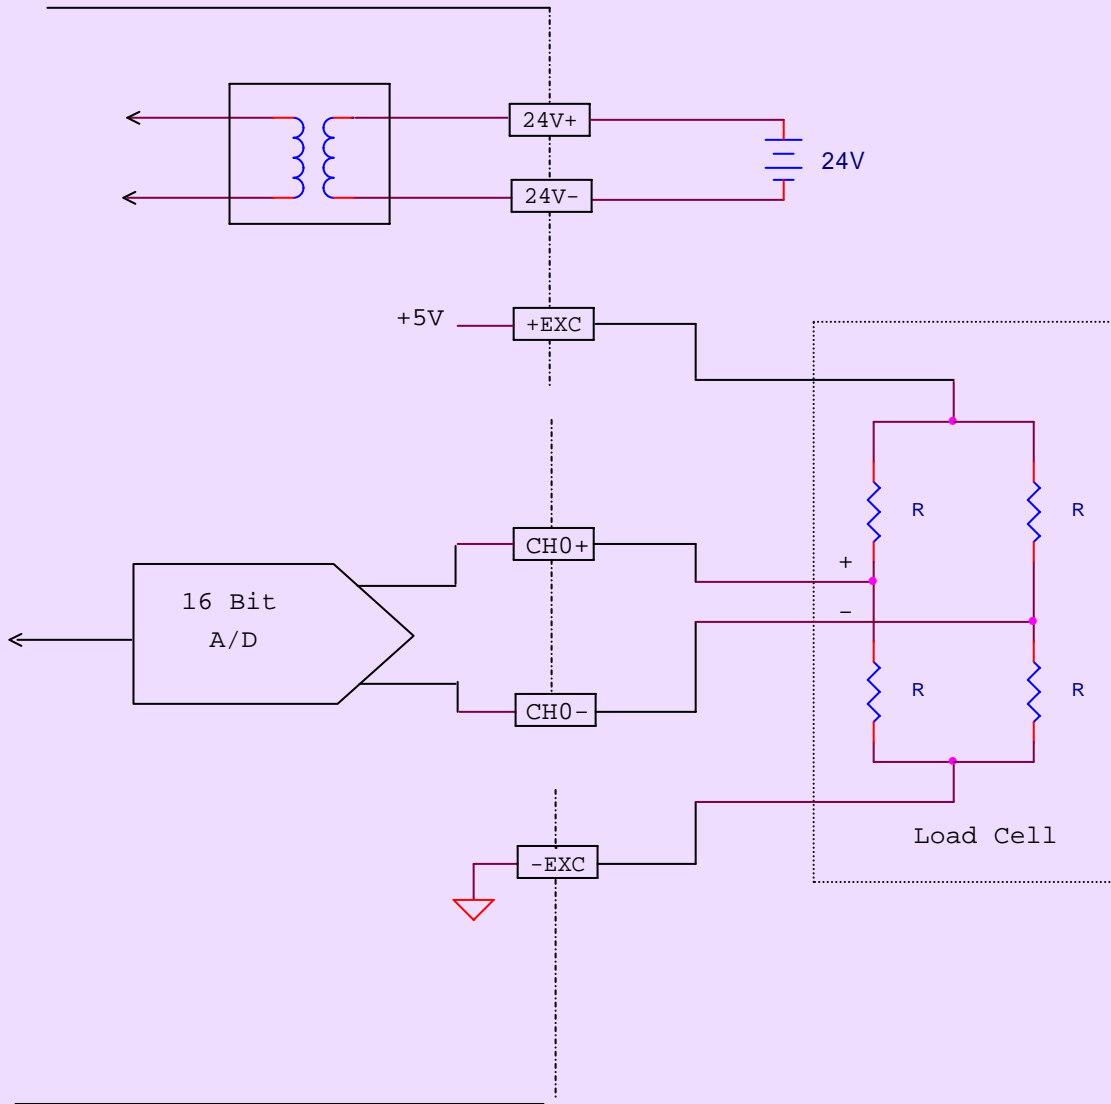 24V+
24V
24V-
+5V
+EXC
R
R
CH0+
+
16 Bit
A/D
-
R
R
CH0-
Load Cell
-EXC